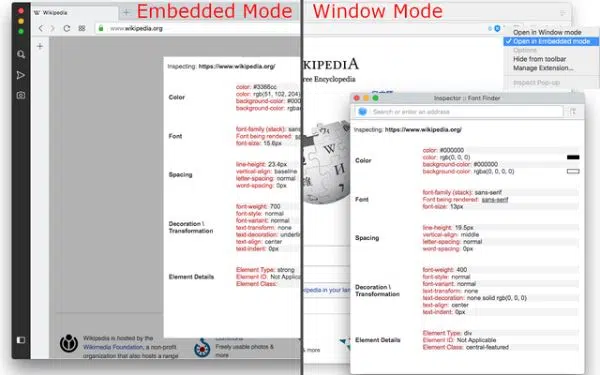 Embedded Mode
Window Mode
Wikipedia
www.wikipedia.org
Inspecting: https://www.wikipedia.org/
Color
color: #3366cc
color: rgb(51, 102, 204)
background-color: #000
background-color: rgba
Font
font-family (stack): sans
Font being rendered: sans
font-size: 15.6px
Spacing
line-height: 23.4px
vertical-align: baseline
letter-spacing: normal
word-spacing: 0px
Decoration \
Transformation
font-weight: 700
font-style: normal
font-variant: normal
text-transform: none
text-decoration: underlin
text-align: center
text-indent: 0px
Element Details
Element Type: strong
Element ID: Not Applicable
Element Class:
Wikipedia is hosted by the
Wikimedia Foundation, a non-profit
organization that also hosts a range
Commons
Freely usable photos &
more
IKIPEDIA
ree Encyclopedia
Open in Window mode
Open in Embedded mode
Options
Hide from toolbar
Manage Extension...
Inspect Pop-up
Inspector :: Font Finder
Search or enter an address
Inspecting: https://www.wikipedia.org/
Color
color: #000000
color: rgb(0, 0, 0)
background-color: #000000
background-color: rgba(0, 0, 0, 0)
Font
font-family (stack): sans-serif
Font being rendered: sans-serif
font-size: 13px
Spacing
line-height: 19.5px
vertical-align: middle
letter-spacing: normal
word-spacing: 0px
Decoration \
Transformation
font-weight: 400
font-style: normal
font-variant: normal
text-transform: none
text-decoration: none solid rgb(0, 0, 0)
text-align: center
text-indent: 0px
Element Details
Element Type: div
Element ID: Not Applicable
Element Class: central-featured
ipedia in your lan